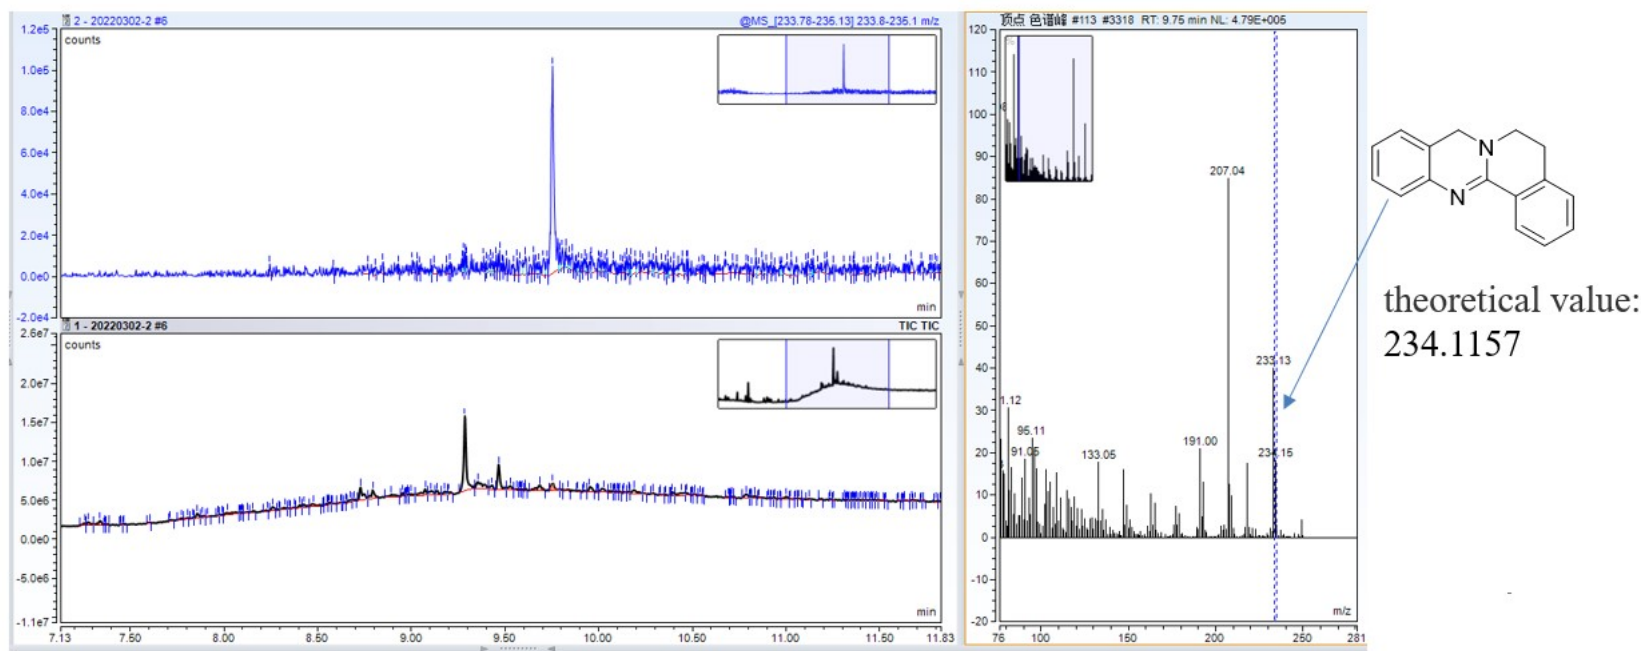 2 - 20220302-2 #6
@MS_[233.78-235.13] 233.8-235.1 m/z
1.2e5
counts
1.0e5
8.0e4
6.0e4
4.0e4
2.0e4
0.0e0
-2.0e4
min
1 - 20220302-2 #6
TIC TIC
2.6e7
counts
2.0e7
1.5e7
1.0e7
5.0e6
0.0e0
-5.0e6
-1.1e7
min
7.13 7.50 8.00 8.50 9.00 9.50 10.00 10.50 11.00 11.50 11.83
顶点 色谱峰 #113 #3318 RT: 9.75 min NL: 4.79E+005
120
110
100
90
80
70
60
50
40
30
20
10
0
-10
-20
207.04
233.13
1.12
95.11
91.05
133.05
191.00
234.15
m/z
76 100 150 200 250 281
N
N
theoretical value:
234.1157